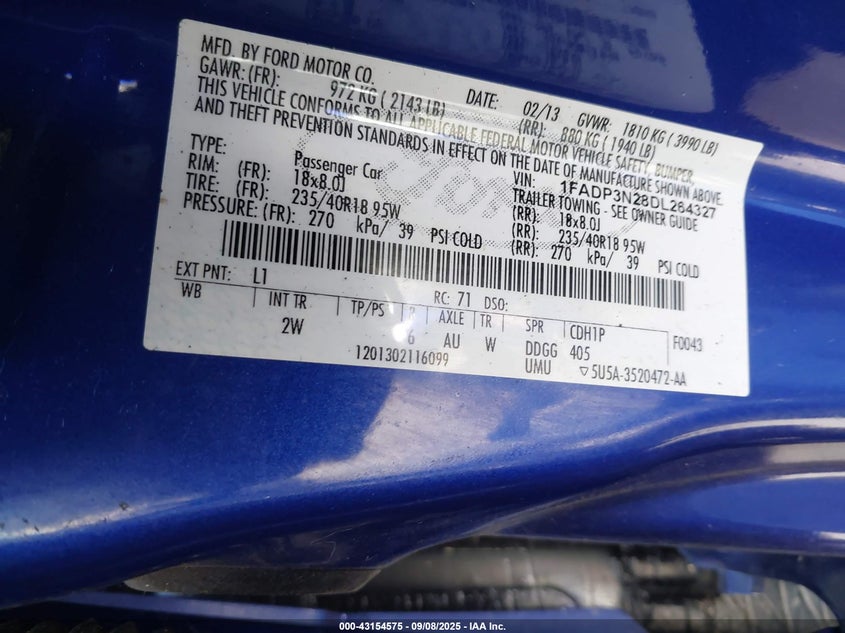 MFD. BY FORD MOTOR CO.
DATE: 02/13 GVWR: 1810 KG ( 3990 LB)
GAWR: (FR): 972 KG ( 2143 LB) (RR): 880 KG ( 1940 LB)
THIS VEHICLE CONFORMS TO ALL APPLICABLE FEDERAL MOTOR VEHICLE SAFETY, BUMPER,
AND THEFT PREVENTION STANDARDS IN EFFECT ON THE DATE OF MANUFACTURE SHOWN ABOVE.
VIN: 1FADP3N28DL264327
TYPE: Passenger Car TRAILER TOWING - SEE OWNER GUIDE
RIM: (FR): 18x8.0J (RR): 18x8.0J
TIRE: (FR): 235/40R18 95W (RR): 235/40R18 95W
PRESSURE: (FR): 270 kPa/ 39 PSI COLD (RR): 270 kPa/ 39 PSI COLD
EXT PNT: L1 RC: 71 DSO:
WB INT TR TP/PS R AXLE TR SPR CDH1P F0043
2W 6 AU W DDGG 405
1201302116099 UMU ▽5U5A-3520472-AA
000-43154575 - 09/08/2025 - IAA Inc.